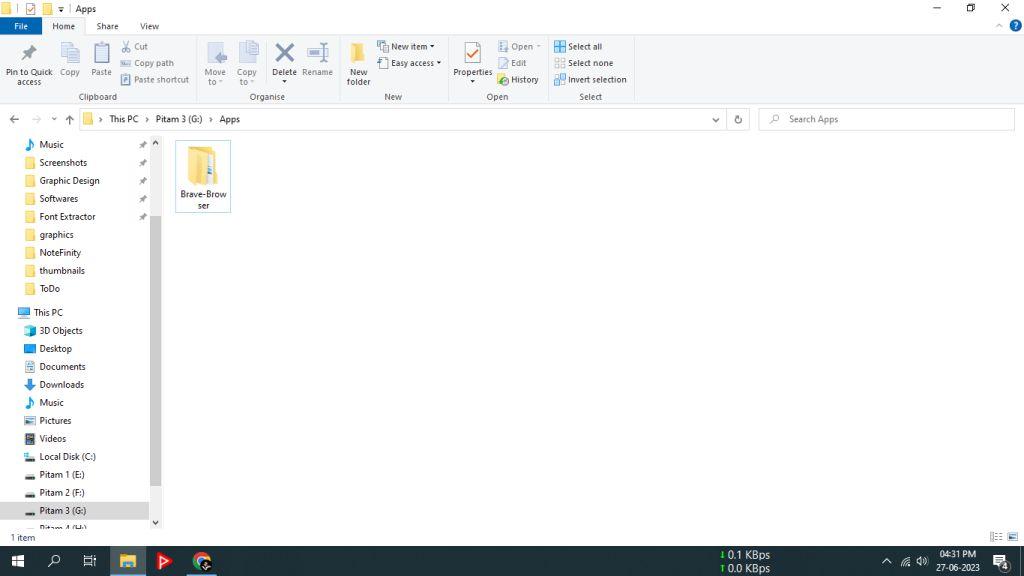 Apps
File
Home
Share
View
Pin to Quick access
Copy
Paste
Cut
Copy path
Paste shortcut
Clipboard
Move to
Copy to
Delete
Rename
Organise
New folder
New item
Easy access
New
Properties
Open
Edit
History
Open
Select all
Select none
Invert selection
Select
This PC
Pitam 3 (G:)
Apps
Search Apps
Music
Screenshots
Graphic Design
Softwares
Font Extractor
graphics
NoteFinity
thumbnails
ToDo
This PC
3D Objects
Desktop
Documents
Downloads
Music
Pictures
Videos
Local Disk (C:)
Pitam 1 (E:)
Pitam 2 (F:)
Pitam 3 (G:)
Pitam 4 (H:)
Brave-Brow
ser
1 item
0.1 KBps
0.0 KBps
04:31 PM
27-06-2023
4